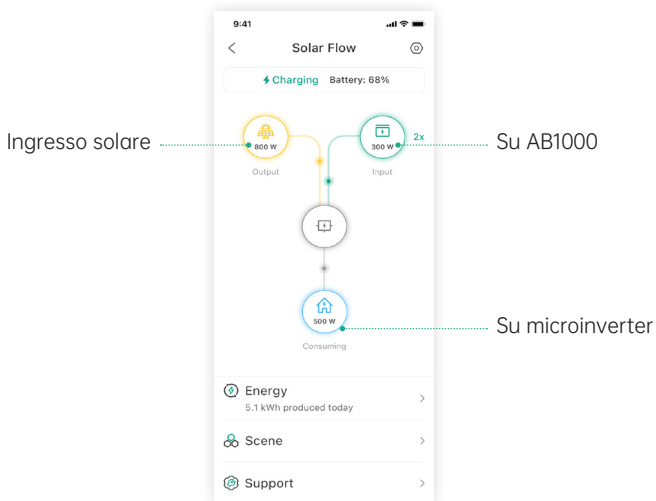 9:41
Solar Flow
Charging Battery: 68%
Ingresso solare
800 W
300 W
2x
Su AB1000
Output
Input
500 W
Su microinverter
Consuming
Energy
5.1 kWh produced today
Scene
Support